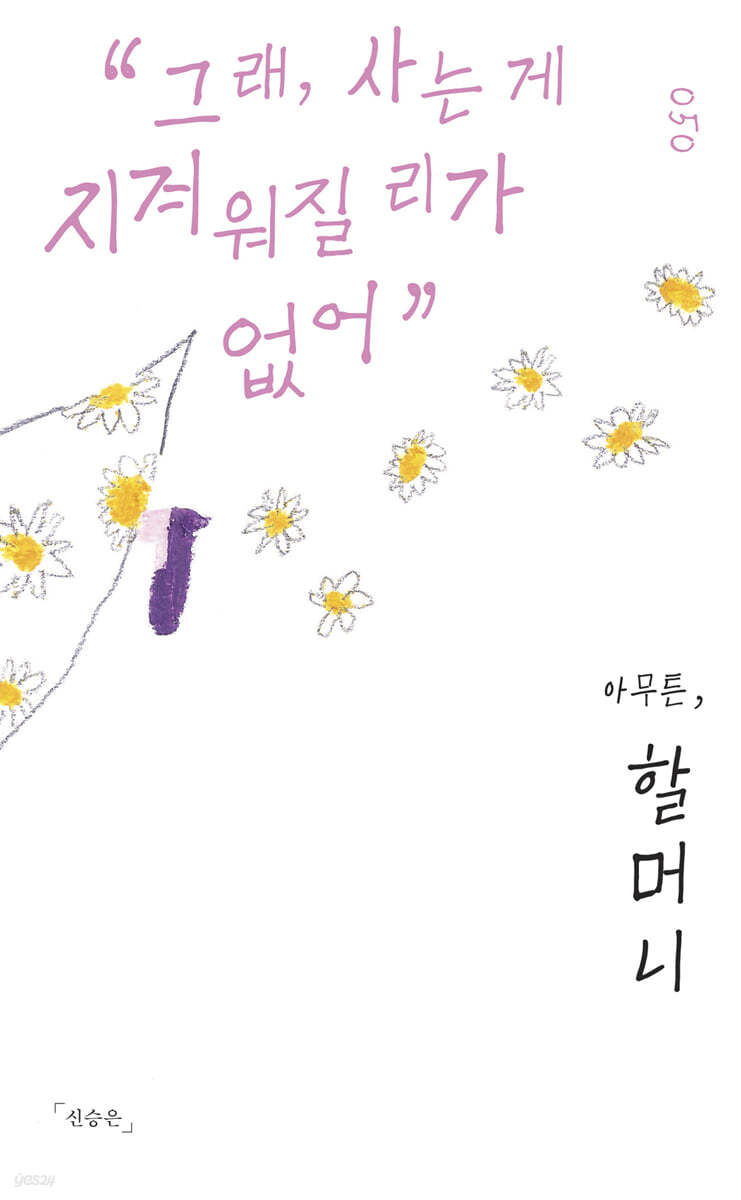 “그래, 사는 게
지겨워질 리가
없어”
050
아무튼,
할머니
「신승은」
yes24